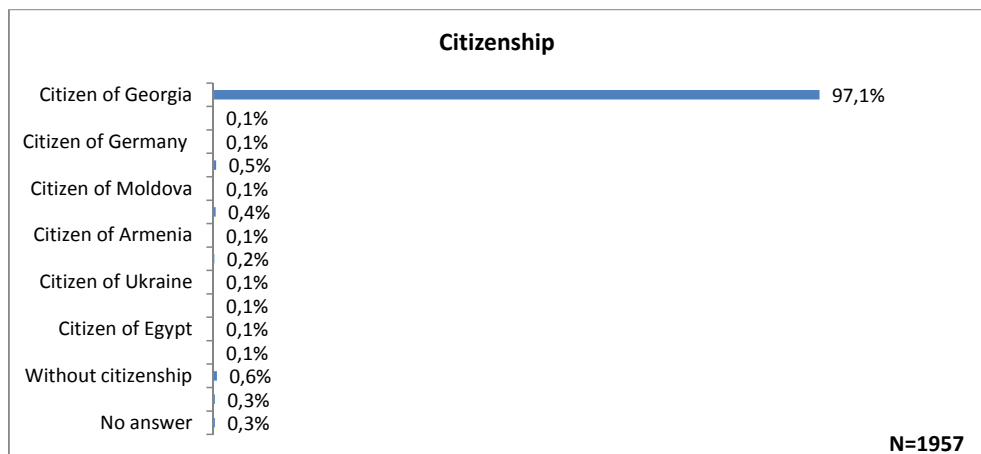 Citizenship
Citizen of Georgia 97,1%
0,1%
Citizen of Germany 0,1%
0,5%
Citizen of Moldova 0,1%
0,4%
Citizen of Armenia 0,1%
0,2%
Citizen of Ukraine 0,1%
0,1%
Citizen of Egypt 0,1%
0,1%
Without citizenship 0,6%
0,3%
No answer 0,3%
N=1957